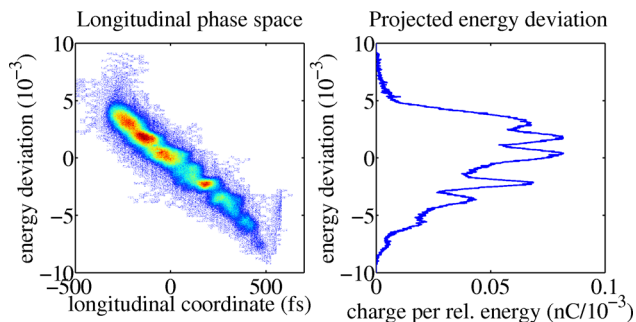 Longitudinal phase space
Projected energy deviation
energy deviation (10⁻³)
10
5
0
−5
−10
−500
0
500
longitudinal coordinate (fs)
energy deviation (10⁻³)
10
5
0
−5
−10
0
0.05
0.1
charge per rel. energy (nC/10⁻³)